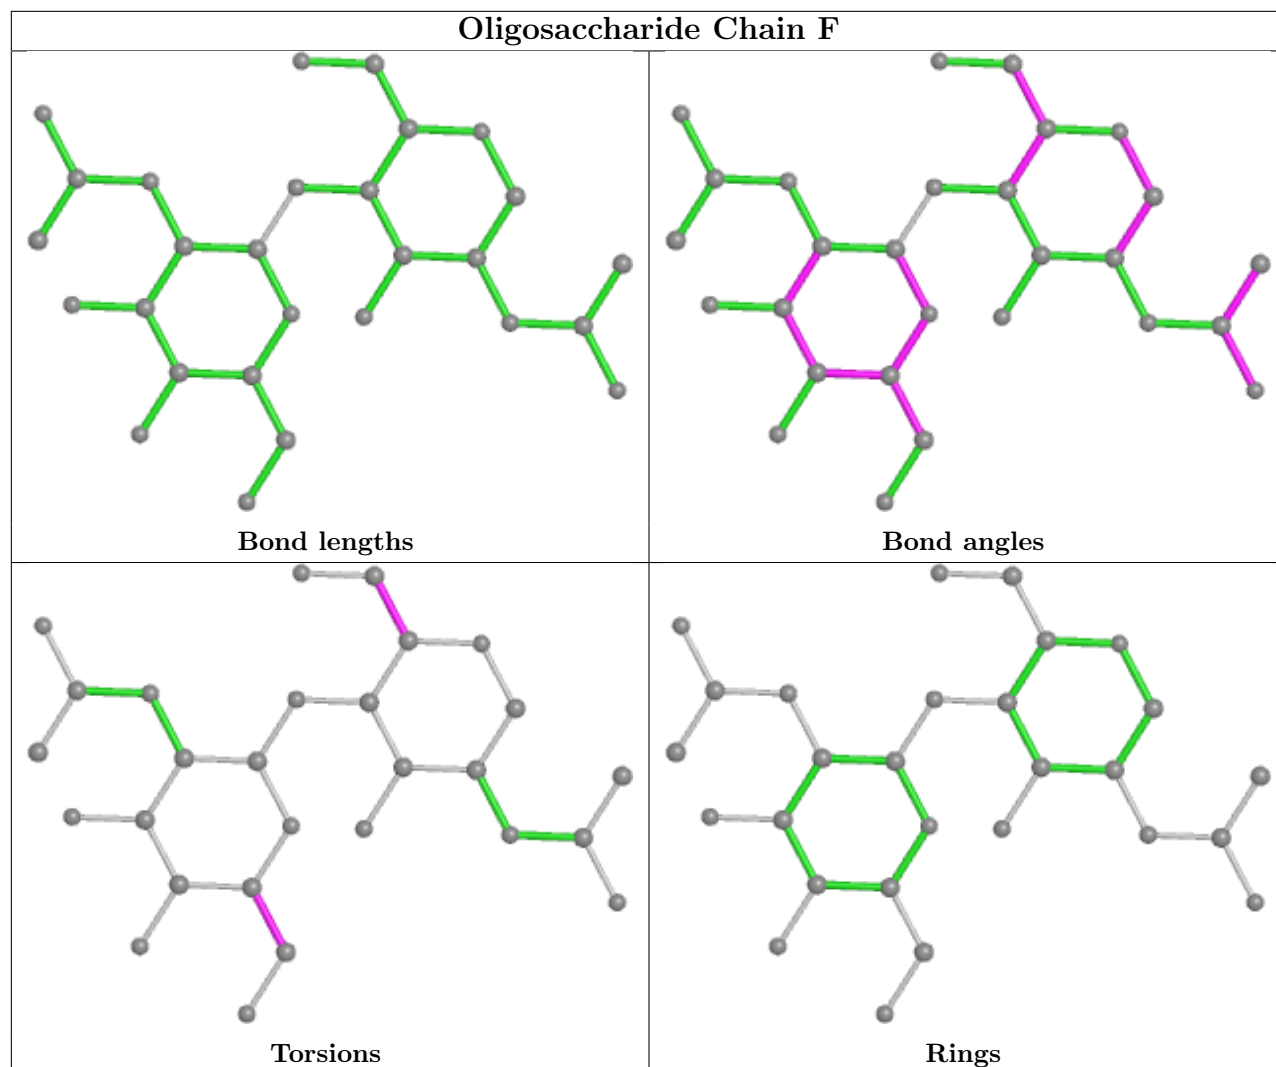 Oligosaccharide Chain F
Bond lengths
Bond angles
Torsions
Rings